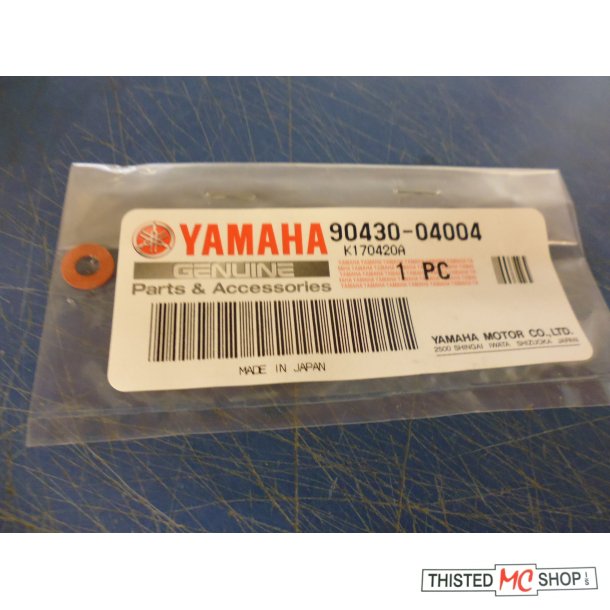 YAMAHA 90430-04004
K170420A
GENUINE
Parts & Accessories
1 PC
YAMAHA MOTOR CO., LTD.
2500 SHINGAI IWATA SHIZUOKA JAPAN
MADE IN JAPAN
THISTED MC SHOP I/S